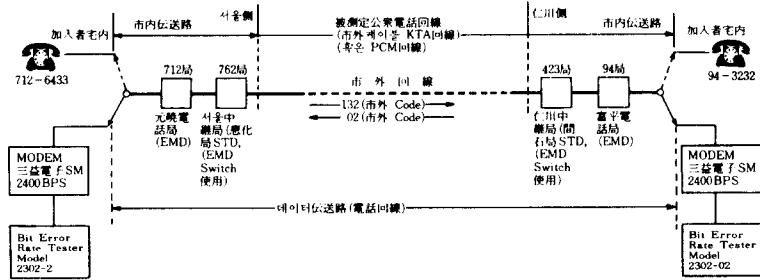 서울側
被測定公衆電話回線
(市外케이블 KTA回線)
(혹은 PCM回線)
仁川側
加入者宅内
市内伝送路
市内伝送路
加入者宅内
712-6433
94-3232
712局
762局
市外回線
423局
94局
132(市外 Code)
02(市外 Code)
元曉電
話局
(EMD)
서울中
継局(惠化
局STD,
(EMD
Switch
使用)
仁川中
継局(間
石局STD,
(EMD
Switch
使用)
富平電
話局
(EMD)
MODEM
三益電子SM
2400BPS
MODEM
三益電子SM
2400BPS
데이터伝送路(電話回線)
Bit Error
Rate Tester
Model
2302-2
Bit Error
Rate Tester
Model
2302-02